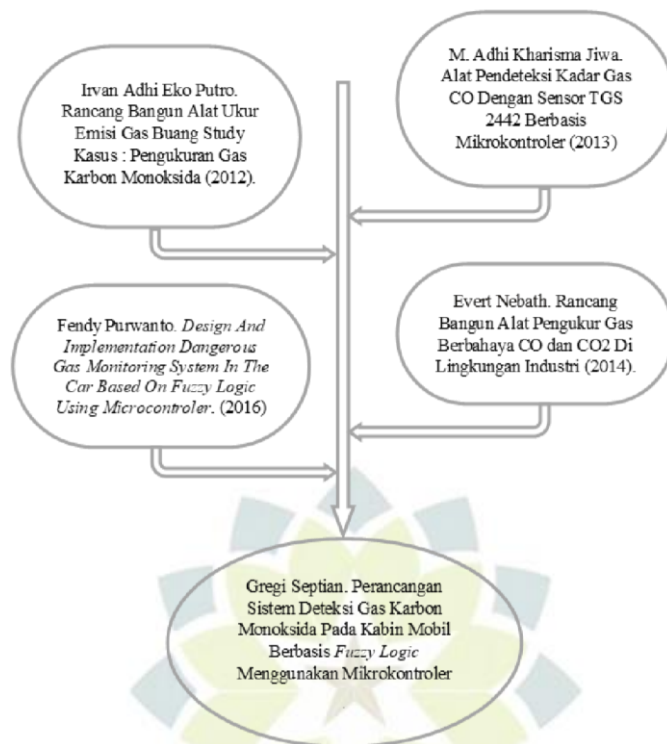 Irvan Adhi Eko Putro.
Rancang Bangun Alat Ukur
Emisi Gas Buang Study
Kasus : Pengukuran Gas
Karbon Monoksida (2012).
M. Adhi Kharisma Jiwa.
Alat Pendeteksi Kadar Gas
CO Dengan Sensor TGS
2442 Berbasis
Mikrokontroler (2013)
Fendy Purwanto. Design And
Implementation Dangerous
Gas Monitoring System In The
Car Based On Fuzzy Logic
Using Microcontroler. (2016)
Evert Nebath. Rancang
Bangun Alat Pengukur Gas
Berbahaya CO dan CO2 Di
Lingkungan Industri (2014).
Gregi Septian. Perancangan
Sistem Deteksi Gas Karbon
Monoksida Pada Kabin Mobil
Berbasis Fuzzy Logic
Menggunakan Mikrokontroler
.